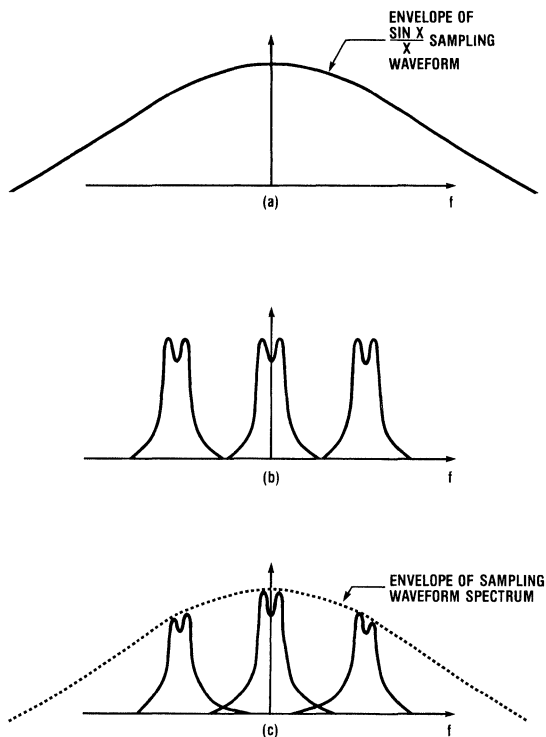 ENVELOPE OF
SIN X
X
SAMPLING
WAVEFORM
f
(a)
(b)
f
ENVELOPE OF SAMPLING
WAVEFORM SPECTRUM
(c)
f